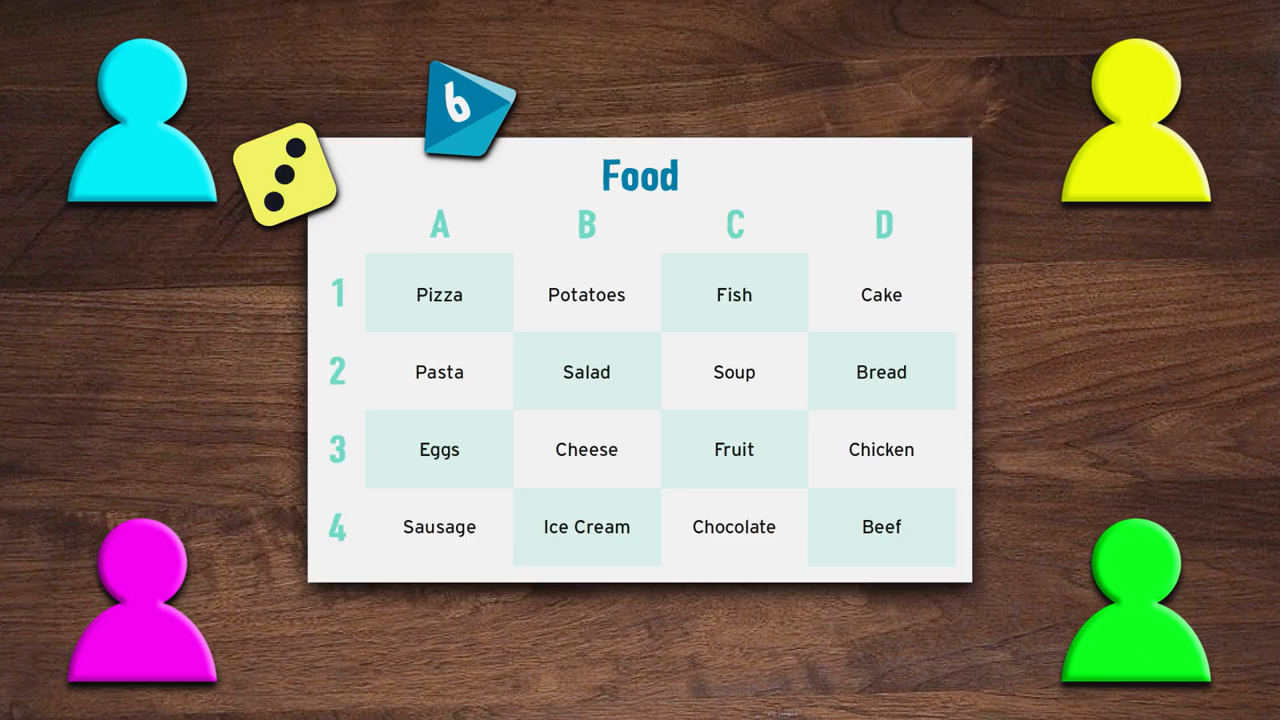 6
Food
A B C D
1 Pizza Potatoes Fish Cake
2 Pasta Salad Soup Bread
3 Eggs Cheese Fruit Chicken
4 Sausage Ice Cream Chocolate Beef